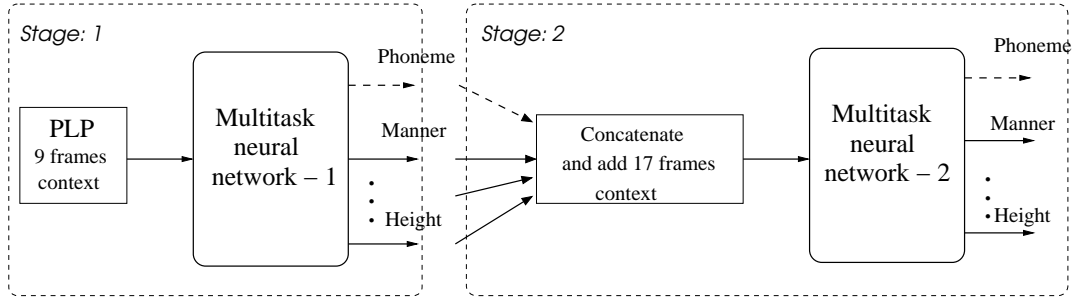 Stage: 1
PLP
9 frames
context
Multitask
neural
network – 1
Phoneme
Manner
Height
Stage: 2
Concatenate
and add 17 frames
context
Multitask
neural
network – 2
Phoneme
Manner
Height